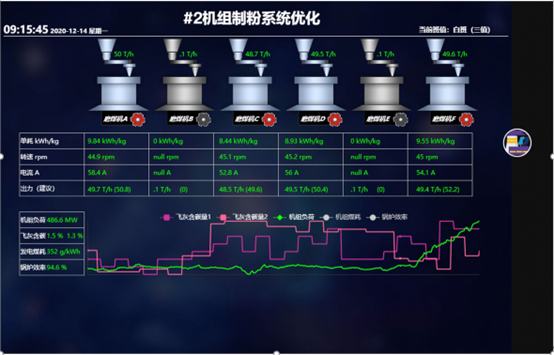 #2机组制粉系统优化
09:15:45 2020-12-14 星期一
当前班值: 白班 (三值)
50 T/h .1 T/h 48.7 T/h 49.5 T/h .1 T/h 49.6 T/h
磨煤机A 磨煤机B 磨煤机C 磨煤机D 磨煤机E 磨煤机F
单耗 kWh/kg 9.84 kWh/kg 0 kWh/kg 8.44 kWh/kg 8.93 kWh/kg 0 kWh/kg 9.55 kWh/kg
转速 rpm 44.9 rpm null rpm 45.1 rpm 45.2 rpm null rpm 45 rpm
电流 A 58.4 A null A 52.8 A 56 A null A 54.1 A
出力 (建议) 49.7 T/h (50.8) .1 T/h (0) 48.5 T/h (49.6) 49.5 T/h (50.4) .1 T/h (0) 49.4 T/h (52.2)
飞灰含碳量1 飞灰含碳量2 机组负荷 机组煤耗 锅炉效率
机组负荷 486.6 MW
飞灰含碳 1.5 % 1.3 %
发电煤耗 352 g/kWh
锅炉效率 94.6 %